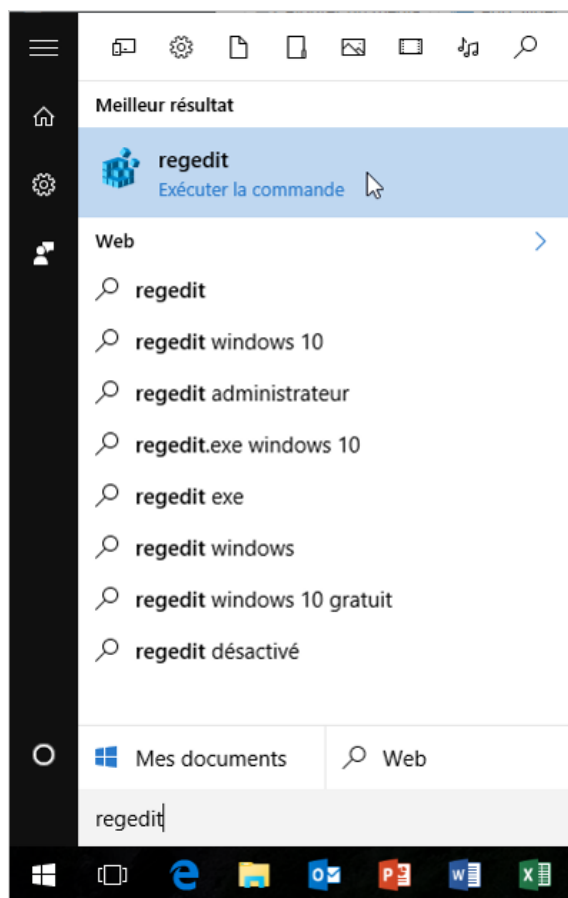 Meilleur résultat
regedit
Exécuter la commande
Web
regedit
regedit windows 10
regedit administrateur
regedit.exe windows 10
regedit exe
regedit windows
regedit windows 10 gratuit
regedit désactivé
Mes documents
Web
regedit